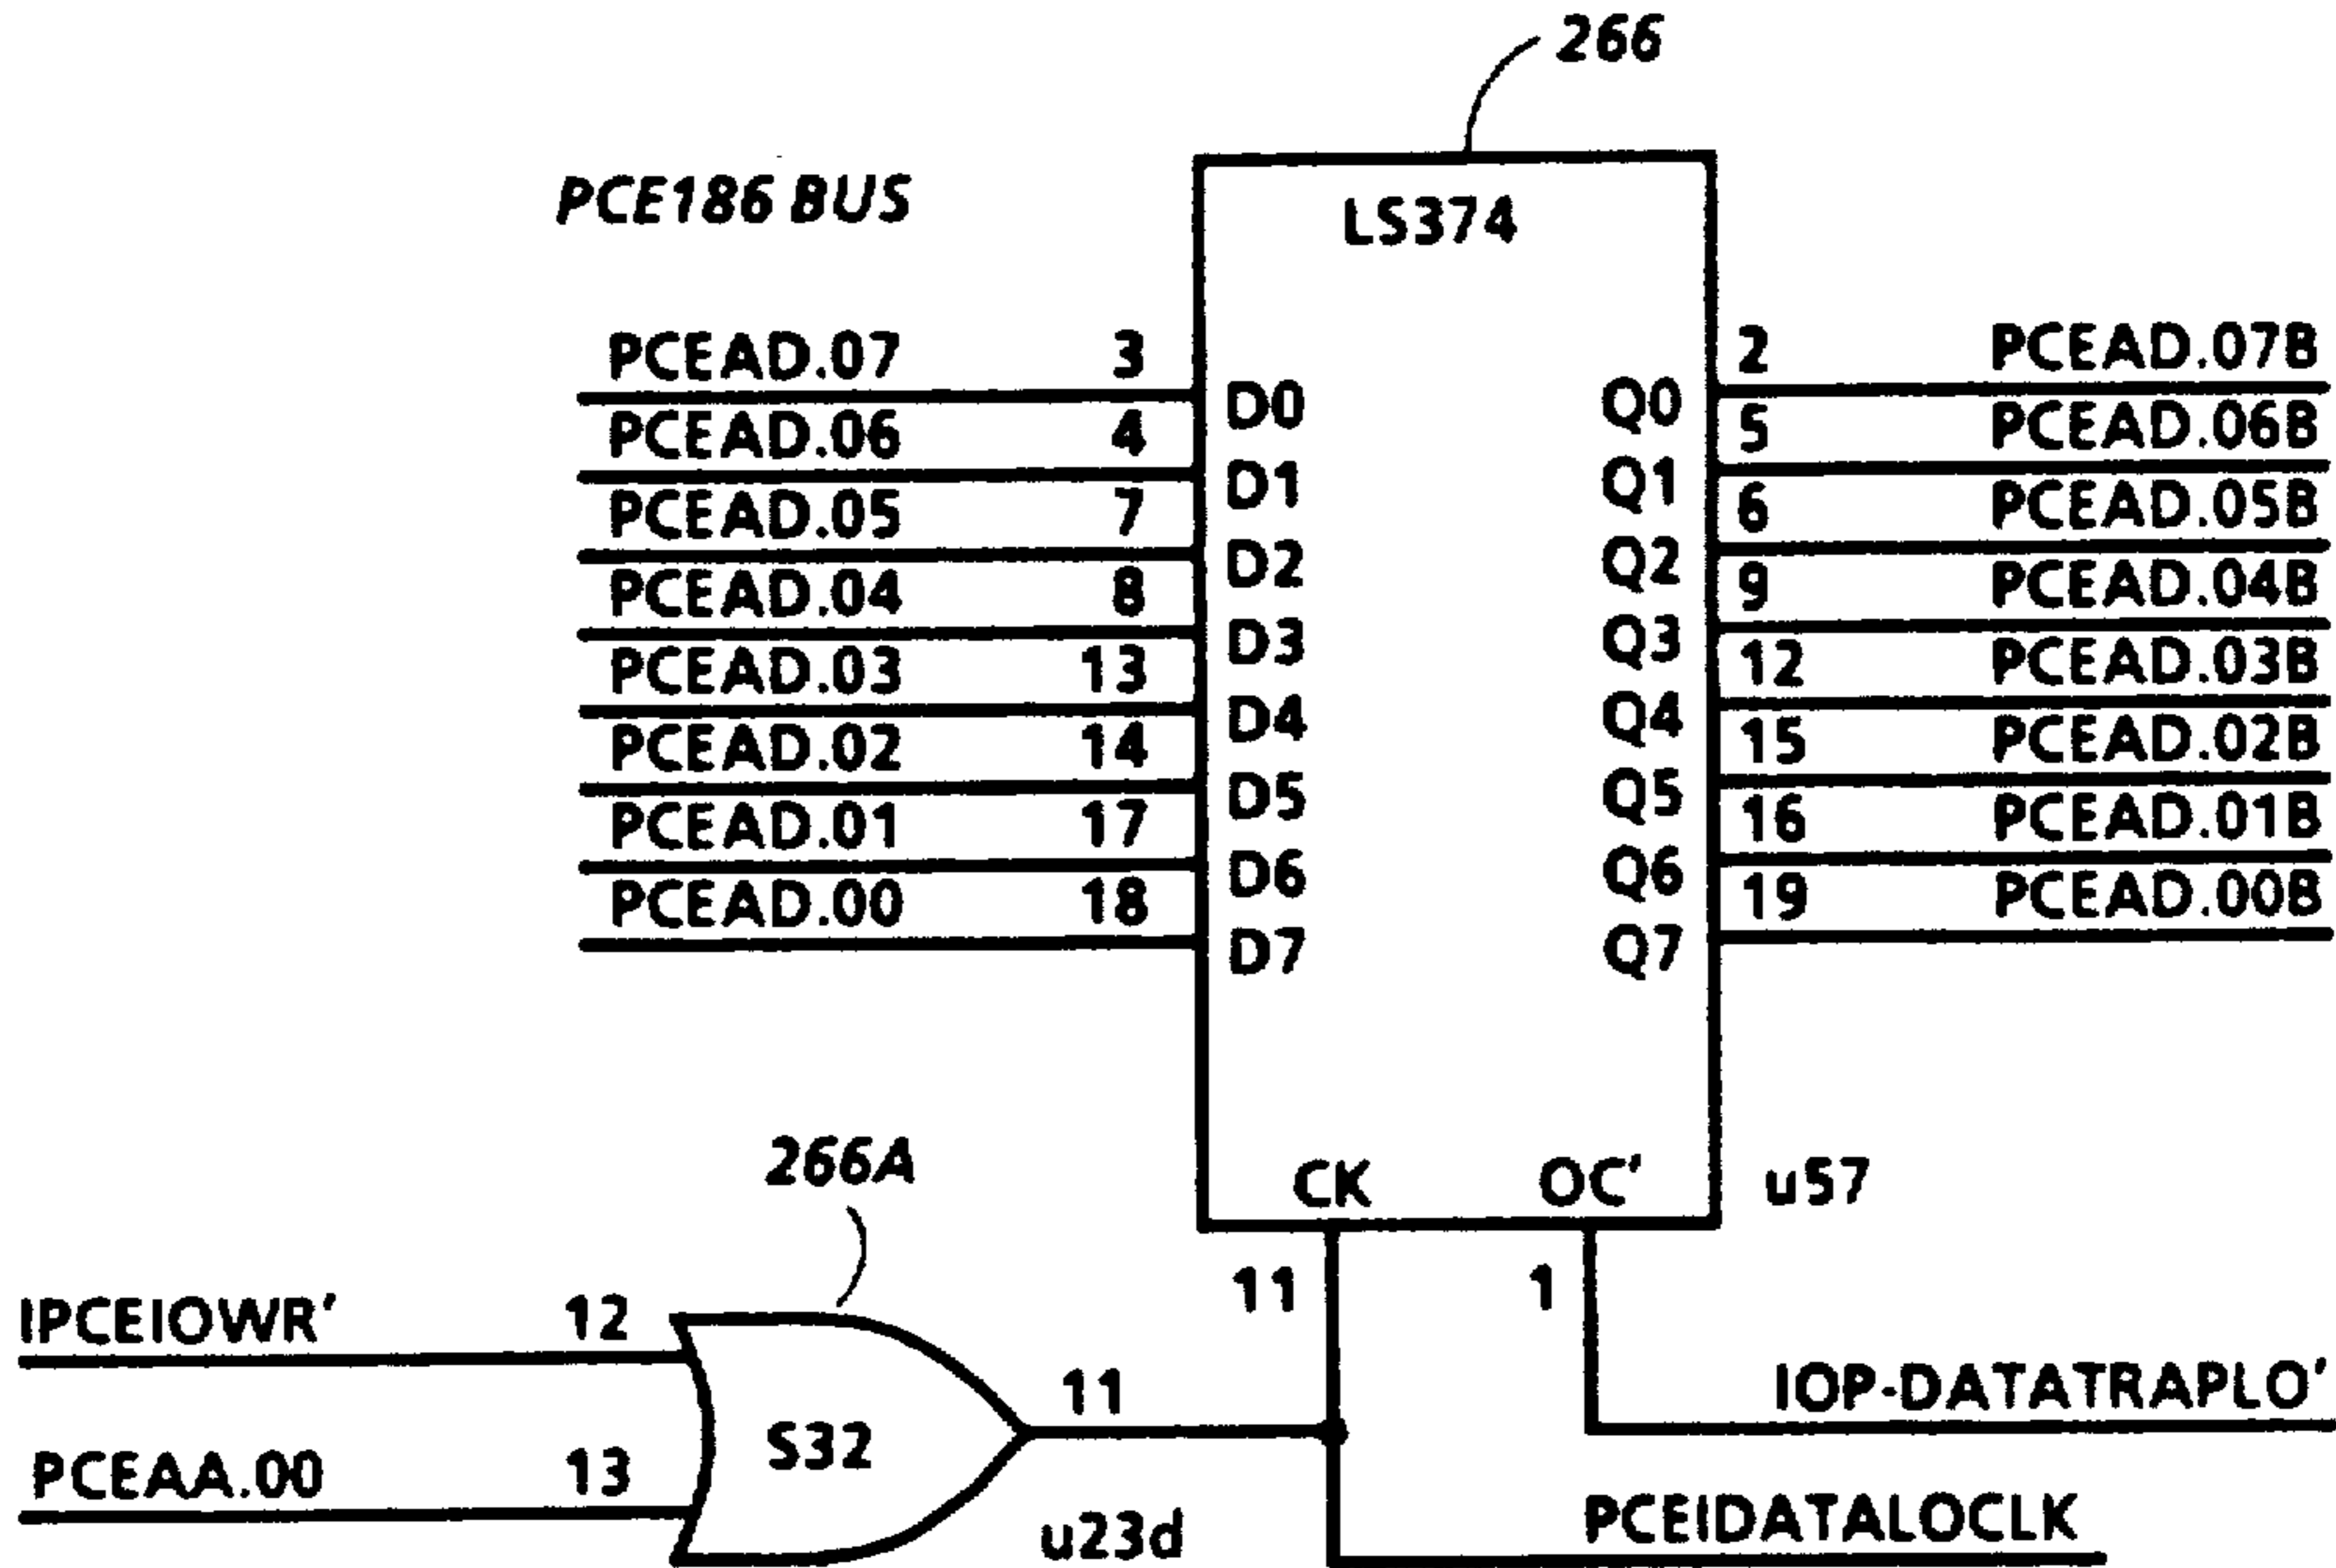 266
PCE186 BUS
LS374
PCEAD.07 3 D0 Q0 2 PCEAD.07B
PCEAD.06 4 D1 Q1 5 PCEAD.06B
PCEAD.05 7 D2 Q2 6 PCEAD.05B
PCEAD.04 8 D3 Q3 9 PCEAD.04B
PCEAD.03 13 D4 Q4 12 PCEAD.03B
PCEAD.02 14 D5 Q5 15 PCEAD.02B
PCEAD.01 17 D6 Q6 16 PCEAD.01B
PCEAD.00 18 D7 Q7 19 PCEAD.00B
266A
CK OC' u57
11 1
IPCEIOWR' 12
11
IOP-DATATRAPLO'
PCEAA.00 13 S32
u23d
PCEIDATALOCLK